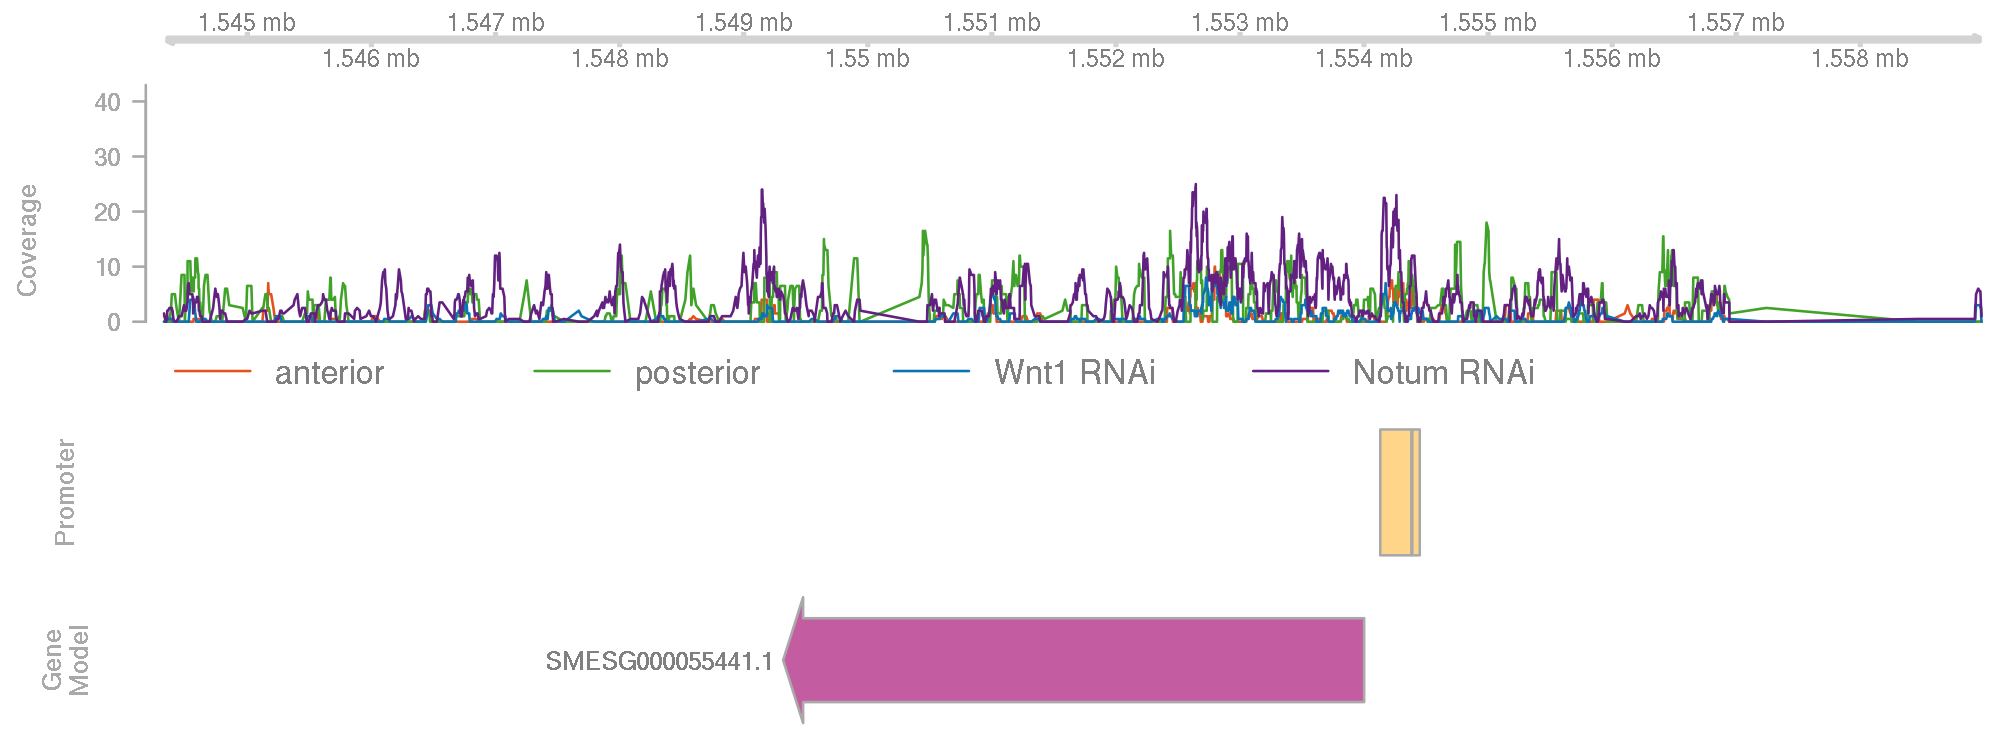 1.545 mb 1.547 mb 1.549 mb 1.551 mb 1.553 mb 1.555 mb 1.557 mb
1.546 mb 1.548 mb 1.55 mb 1.552 mb 1.554 mb 1.556 mb 1.558 mb
Coverage
40
30
20
10
0
anterior posterior Wnt1 RNAi Notum RNAi
Promoter
Gene
Model
SMESG000055441.1